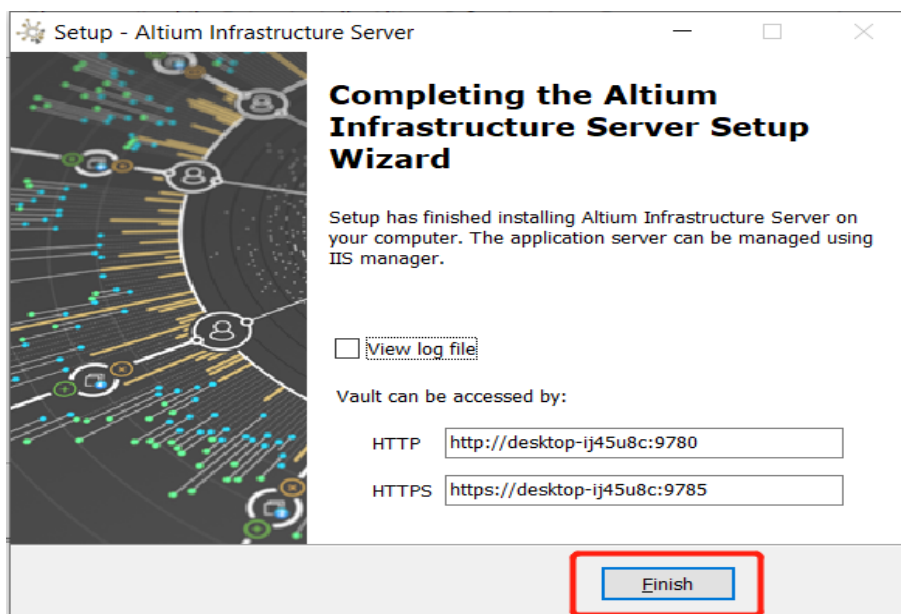 Setup - Altium Infrastructure Server
Completing the Altium
Infrastructure Server Setup
Wizard
Setup has finished installing Altium Infrastructure Server on
your computer. The application server can be managed using
IIS manager.
View log file
Vault can be accessed by:
HTTP http://desktop-ij45u8c:9780
HTTPS https://desktop-ij45u8c:9785
Finish